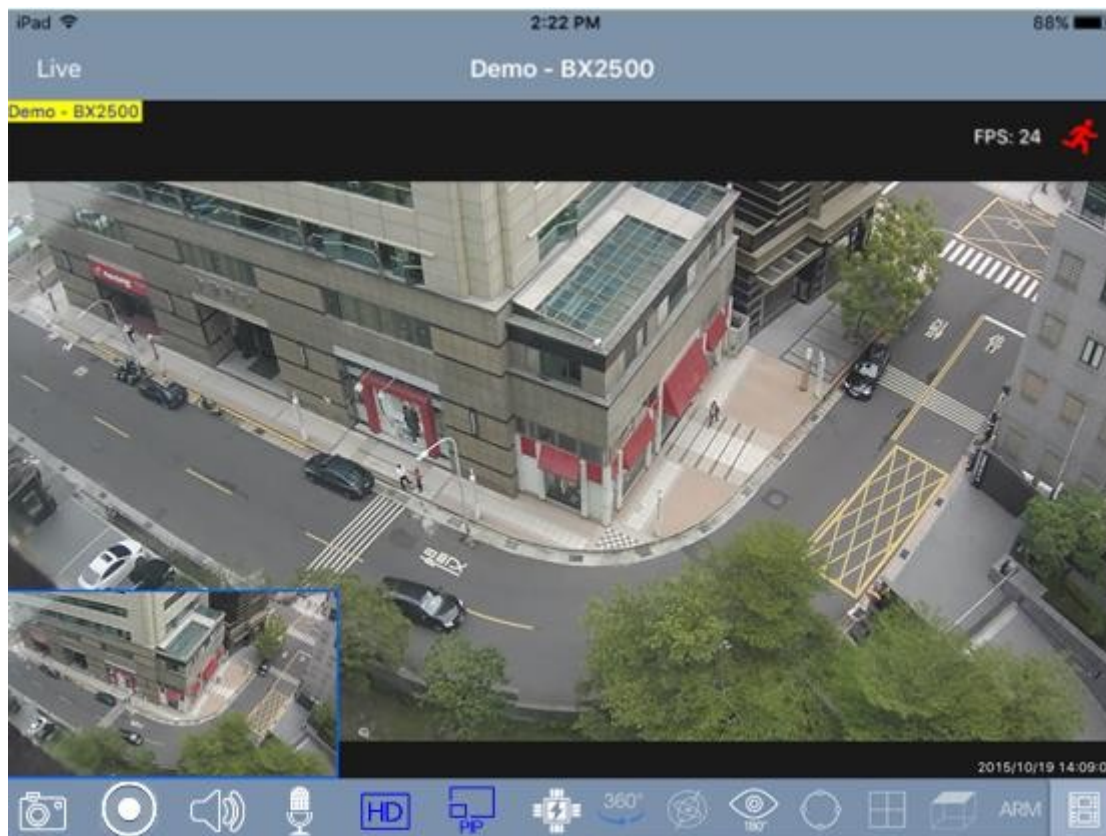 iPad 2:22 PM 88%
Live Demo - BX2500
Demo - BX2500
FPS: 24
2015/10/19 14:09:0
HD PIP 360° 180° ARM